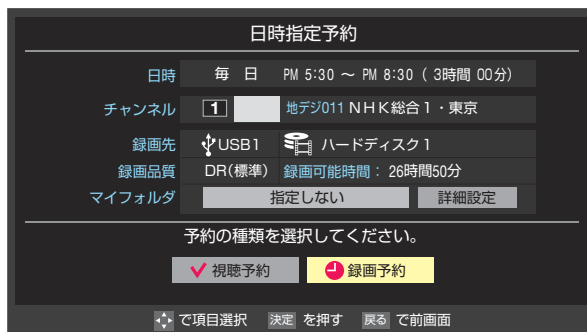 日時指定予約
日時 毎 日 PM 5:30 ～ PM 8:30 ( 3時間 00分)
チャンネル 1 地デジ011 ＮＨＫ総合１・東京
録画先 USB1 ハードディスク１
録画品質 DR(標準) 録画可能時間： 26時間50分
マイフォルダ 指定しない 詳細設定
予約の種類を選択してください。
視聴予約 録画予約
で項目選択 決定 を押す 戻る で前画面